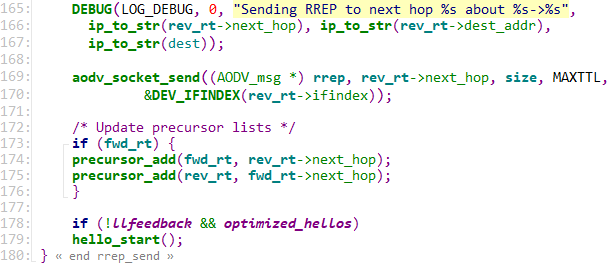 165: DEBUG(LOG_DEBUG, 0, "Sending RREP to next hop %s about %s->%s",
166: ip_to_str(rev_rt->next_hop), ip_to_str(rev_rt->dest_addr),
167: ip_to_str(dest));
168:
169: aodv_socket_send((AODV_msg *) rrep, rev_rt->next_hop, size, MAXTTL,
170: &DEV_IFINDEX(rev_rt->ifindex));
171:
172: /* Update precursor lists */
173: if (fwd_rt) {
174: precursor_add(fwd_rt, rev_rt->next_hop);
175: precursor_add(rev_rt, fwd_rt->next_hop);
176: }
177:
178: if (!llfeedback && optimized_hellos)
179: hello_start();
180: } « end rrep_send »